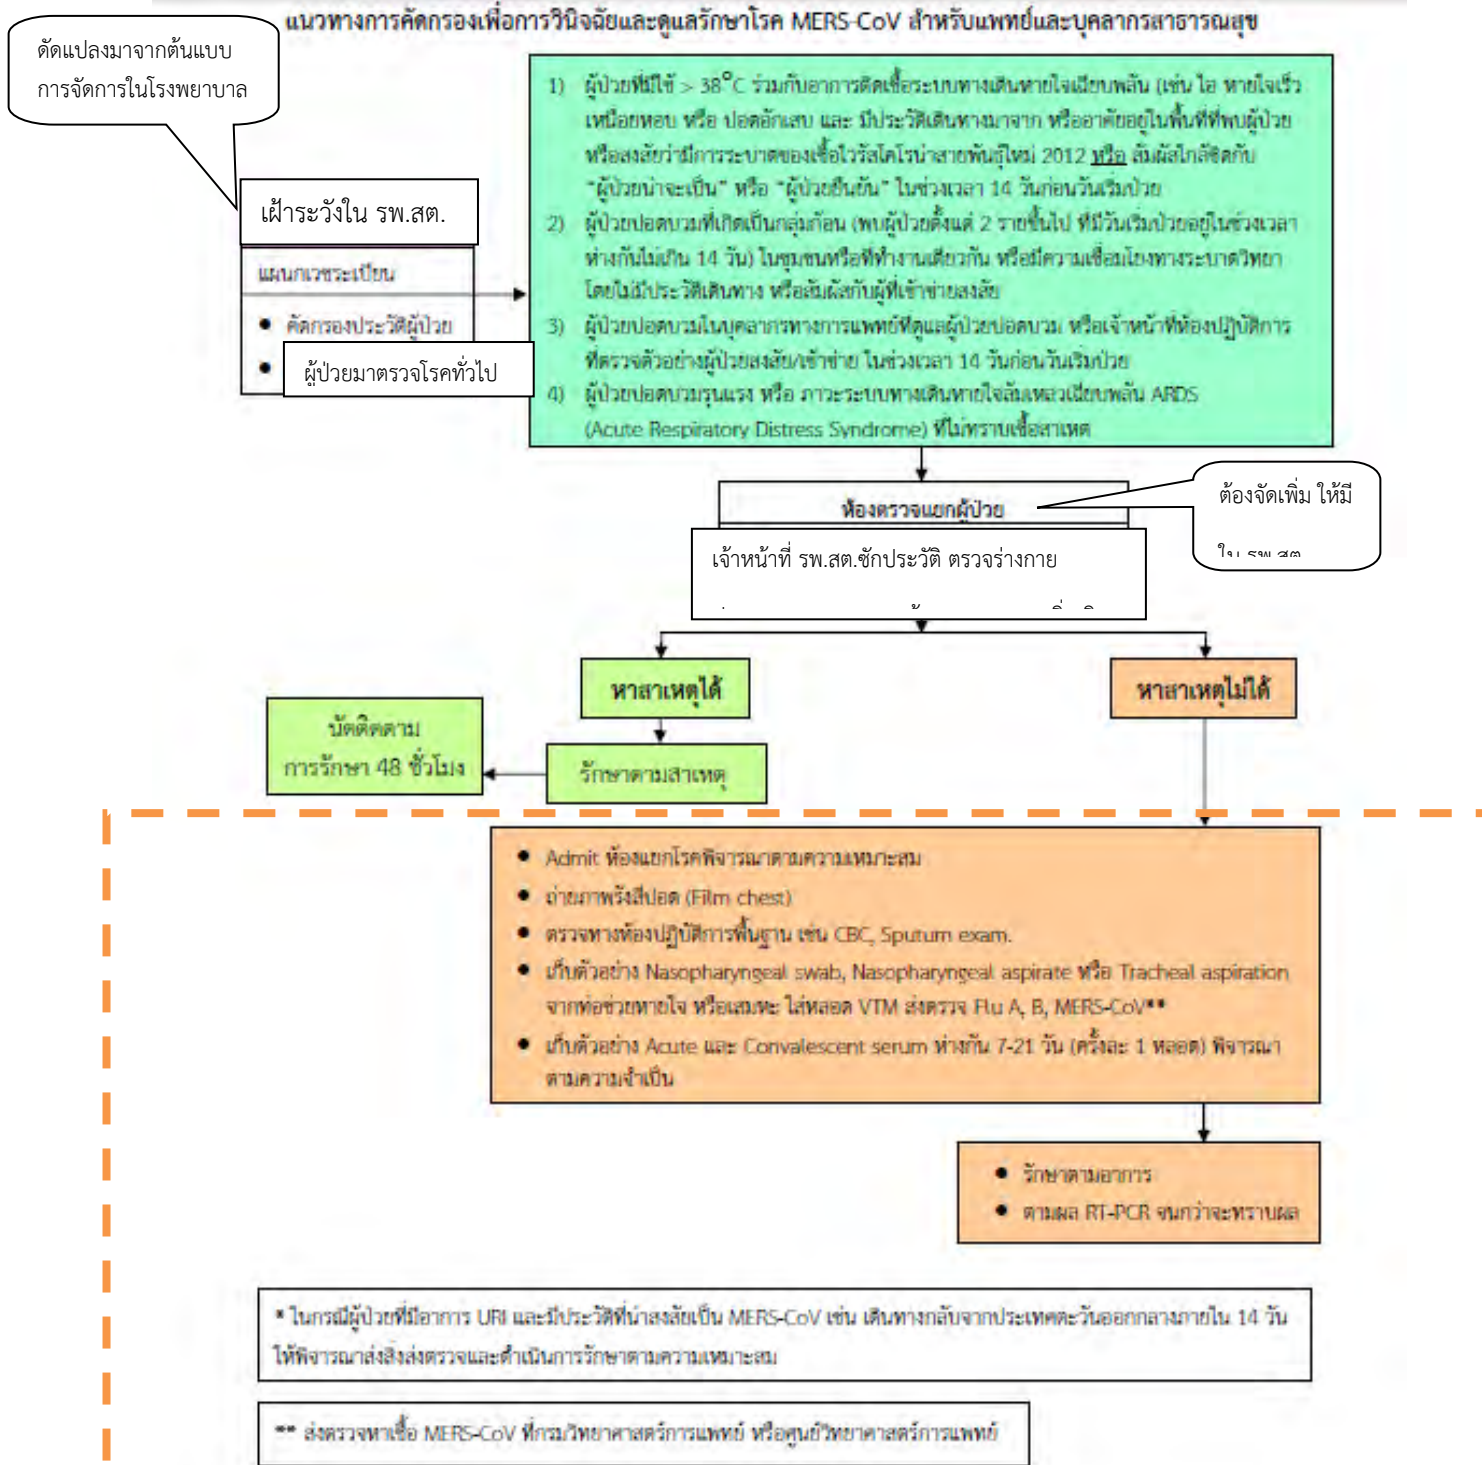 แนวทางการคัดกรองเพื่อการวินิจฉัยและดูแลรักษาโรค MERS-CoV สำหรับแพทย์และบุคลากรสาธารณสุข
ดัดแปลงมาจากต้นแบบ
การจัดการในโรงพยาบาล
เฝ้าระวังใน รพ.สต.
แผนกเวชระเบียน
● คัดกรองประวัติผู้ป่วย
● ผู้ป่วยมาตรวจโรคทั่วไป
1) ผู้ป่วยที่มีไข้ > 38°C ร่วมกับอาการติดเชื้อระบบทางเดินหายใจเฉียบพลัน (เช่น ไอ หายใจเร็ว
เหนื่อยหอบ หรือ ปอดอักเสบ และ มีประวัติเดินทางมาจาก หรืออาศัยอยู่ในพื้นที่ที่พบผู้ป่วย
หรือสงสัยว่ามีการระบาดของเชื้อไวรัสโคโรน่าสายพันธุ์ใหม่ 2012 หรือ สัมผัสใกล้ชิดกับ
"ผู้ป่วยน่าจะเป็น" หรือ "ผู้ป่วยยืนยัน" ในช่วงเวลา 14 วันก่อนวันเริ่มป่วย
2) ผู้ป่วยปอดบวมที่เกิดเป็นกลุ่มก้อน (พบผู้ป่วยตั้งแต่ 2 รายขึ้นไป ที่มีวันเริ่มป่วยอยู่ในช่วงเวลา
ห่างกันไม่เกิน 14 วัน) ในชุมชนหรือที่ทำงานเดียวกัน หรือมีความเชื่อมโยงทางระบาดวิทยา
โดยไม่มีประวัติเดินทาง หรือสัมผัสกับผู้ที่เข้าข่ายสงสัย
3) ผู้ป่วยปอดบวมในบุคลากรทางการแพทย์ที่ดูแลผู้ป่วยปอดบวม หรือเจ้าหน้าที่ห้องปฏิบัติการ
ที่ตรวจตัวอย่างผู้ป่วยสงสัย/เข้าข่าย ในช่วงเวลา 14 วันก่อนวันเริ่มป่วย
4) ผู้ป่วยปอดบวมรุนแรง หรือ ภาวะระบบทางเดินหายใจล้มเหลวเฉียบพลัน ARDS
(Acute Respiratory Distress Syndrome) ที่ไม่ทราบเชื้อสาเหตุ
ห้องตรวจแยกผู้ป่วย
ต้องจัดเพิ่ม ให้มี
ใน รพ.สต
เจ้าหน้าที่ รพ.สต.ซักประวัติ ตรวจร่างกาย
หาสาเหตุได้
หาสาเหตุไม่ได้
นัดติดตาม
การรักษา 48 ชั่วโมง
รักษาตามสาเหตุ
● Admit ห้องแยกโรคพิจารณาตามความเหมาะสม
● ถ่ายภาพรังสีปอด (Film chest)
● ตรวจทางห้องปฏิบัติการพื้นฐาน เช่น CBC, Sputum exam.
● เก็บตัวอย่าง Nasopharyngeal swab, Nasopharyngeal aspirate หรือ Tracheal aspiration
จากท่อช่วยหายใจ หรือเสมหะ ใส่หลอด VTM ส่งตรวจ Flu A, B, MERS-CoV**
● เก็บตัวอย่าง Acute และ Convalescent serum ห่างกัน 7-21 วัน (ครั้งละ 1 หลอด) พิจารณา
ตามความจำเป็น
● รักษาตามอาการ
● ตามผล RT-PCR จนกว่าจะทราบผล
* ในกรณีผู้ป่วยที่มีอาการ URI และมีประวัติที่น่าสงสัยเป็น MERS-CoV เช่น เดินทางกลับจากประเทศตะวันออกกลางภายใน 14 วัน
ให้พิจารณาส่งสิ่งส่งตรวจและดำเนินการรักษาตามความเหมาะสม
** ส่งตรวจหาเชื้อ MERS-CoV ที่กรมวิทยาศาสตร์การแพทย์ หรือศูนย์วิทยาศาสตร์การแพทย์